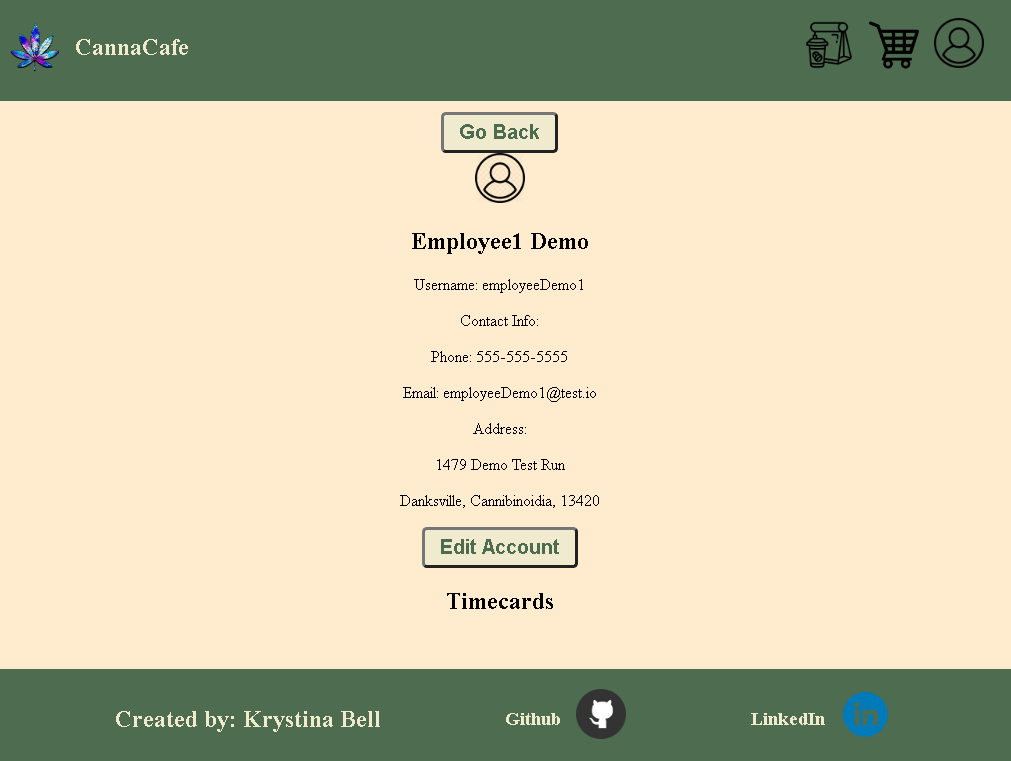 CannaCafe
Go Back
Employee1 Demo
Username: employeeDemo1
Contact Info:
Phone: 555-555-5555
Email: employeeDemo1@test.io
Address:
1479 Demo Test Run
Danksville, Cannibinoidia, 13420
Edit Account
Timecards
Created by: Krystina Bell
Github
LinkedIn
in